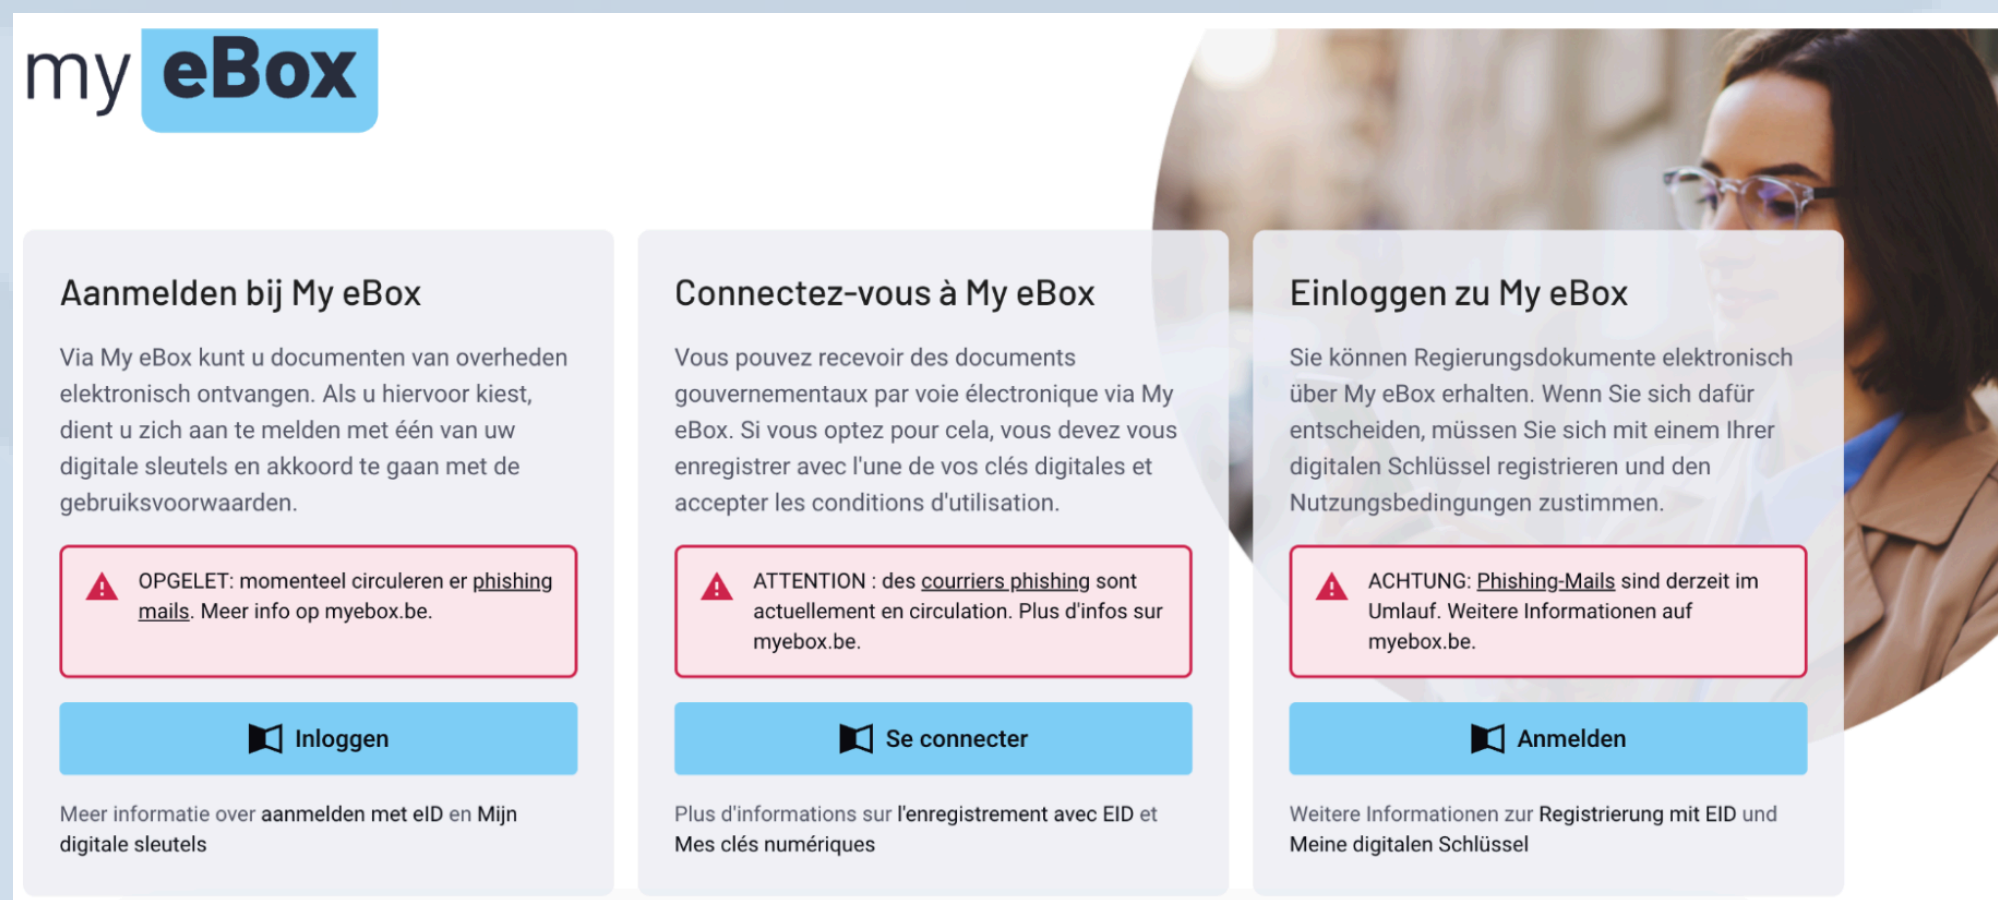 my eBox
Aanmelden bij My eBox
Via My eBox kunt u documenten van overheden
elektronisch ontvangen. Als u hiervoor kiest,
dient u zich aan te melden met één van uw
digitale sleutels en akkoord te gaan met de
gebruiksvoorwaarden.
OPGELET: momenteel circuleren er phishing
mails. Meer info op myebox.be.
Inloggen
Meer informatie over aanmelden met eID en Mijn
digitale sleutels
Connectez-vous à My eBox
Vous pouvez recevoir des documents
gouvernementaux par voie électronique via My
eBox. Si vous optez pour cela, vous devez vous
enregistrer avec l'une de vos clés digitales et
accepter les conditions d'utilisation.
ATTENTION : des courriers phishing sont
actuellement en circulation. Plus d'infos sur
myebox.be.
Se connecter
Plus d'informations sur l'enregistrement avec EID et
Mes clés numériques
Einloggen zu My eBox
Sie können Regierungsdokumente elektronisch
über My eBox erhalten. Wenn Sie sich dafür
entscheiden, müssen Sie sich mit einem Ihrer
digitalen Schlüssel registrieren und den
Nutzungsbedingungen zustimmen.
ACHTUNG: Phishing-Mails sind derzeit im
Umlauf. Weitere Informationen auf
myebox.be.
Anmelden
Weitere Informationen zur Registrierung mit EID und
Meine digitalen Schlüssel